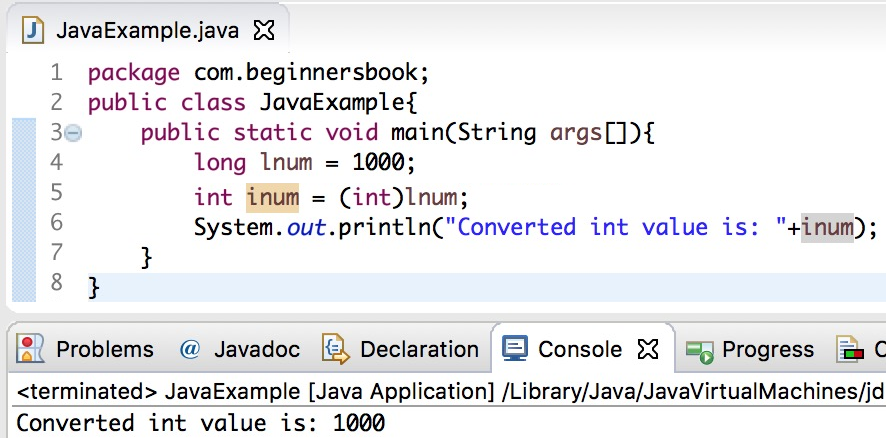 JavaExample.java
1 package com.beginnersbook;
2 public class JavaExample{
3 public static void main(String args[]){
4 long lnum = 1000;
5 int inum = (int)lnum;
6 System.out.println("Converted int value is: "+inum);
7 }
8 }
Problems @ Javadoc Declaration Console Progress C
<terminated> JavaExample [Java Application] /Library/Java/JavaVirtualMachines/jd
Converted int value is: 1000